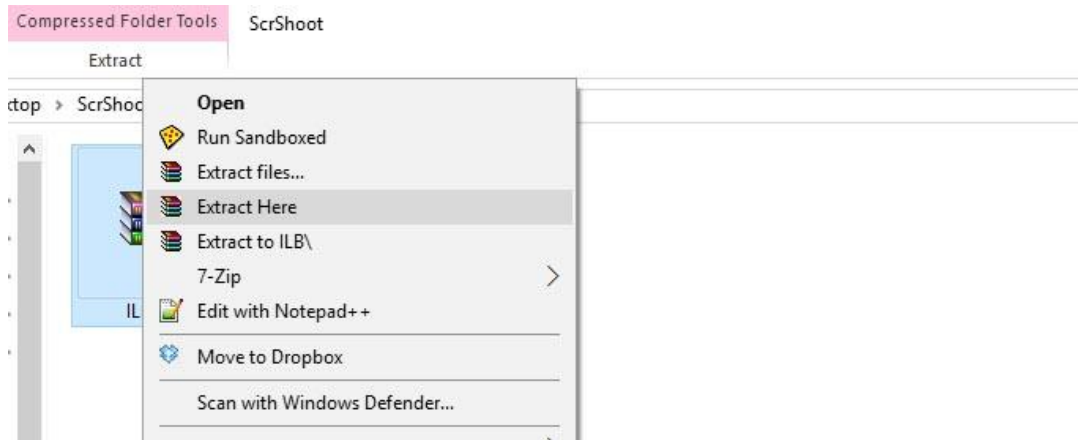 Compressed Folder Tools
ScrShoot
Extract
ktop > ScrShoo
Open
Run Sandboxed
Extract files...
Extract Here
Extract to ILB\
7-Zip
IL
Edit with Notepad++
Move to Dropbox
Scan with Windows Defender...